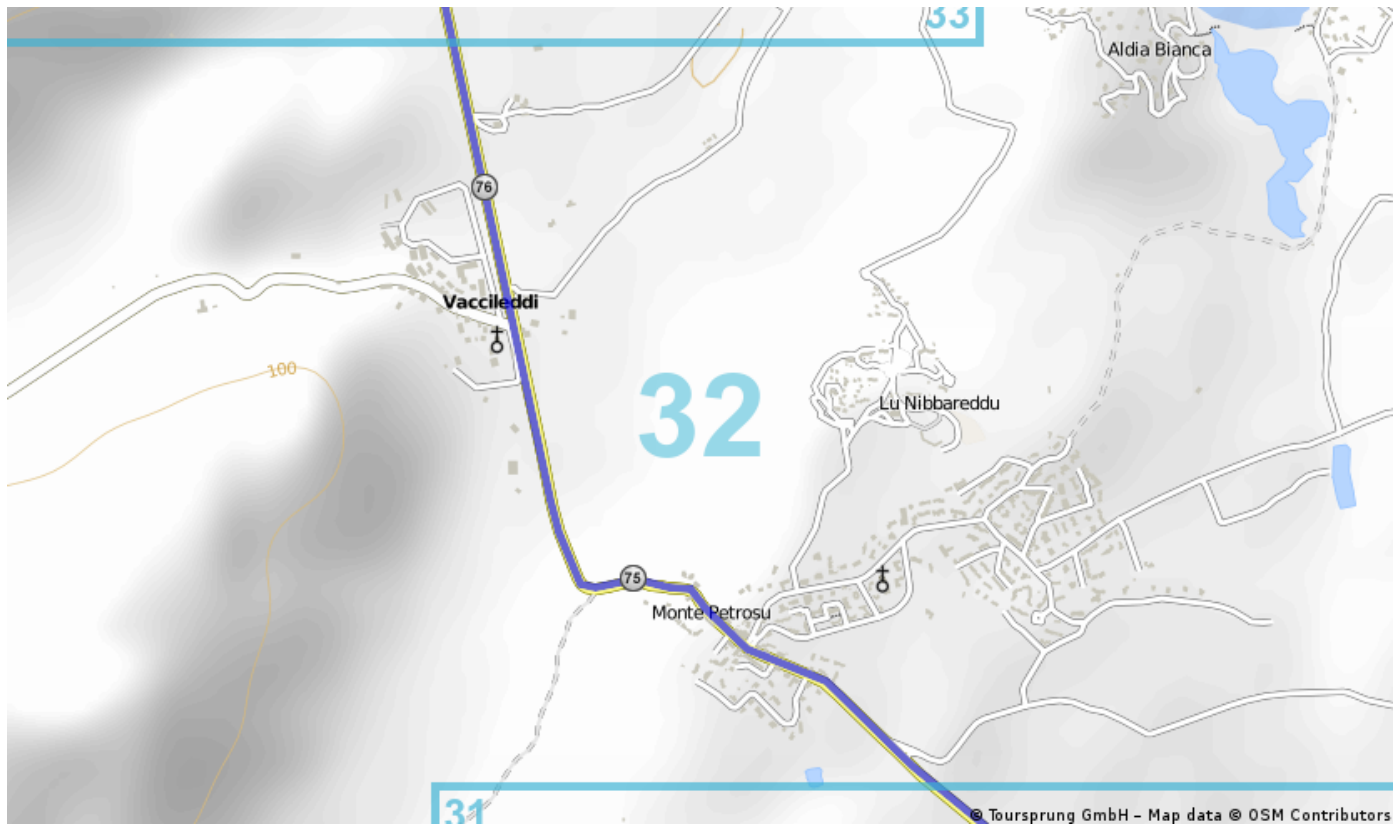 33
Aldia Bianca
76
Vaccileddi
100
32
Lu Nibbareddu
75
Monte Petrosu
31
© Toursprung GmbH – Map data © OSM Contributors